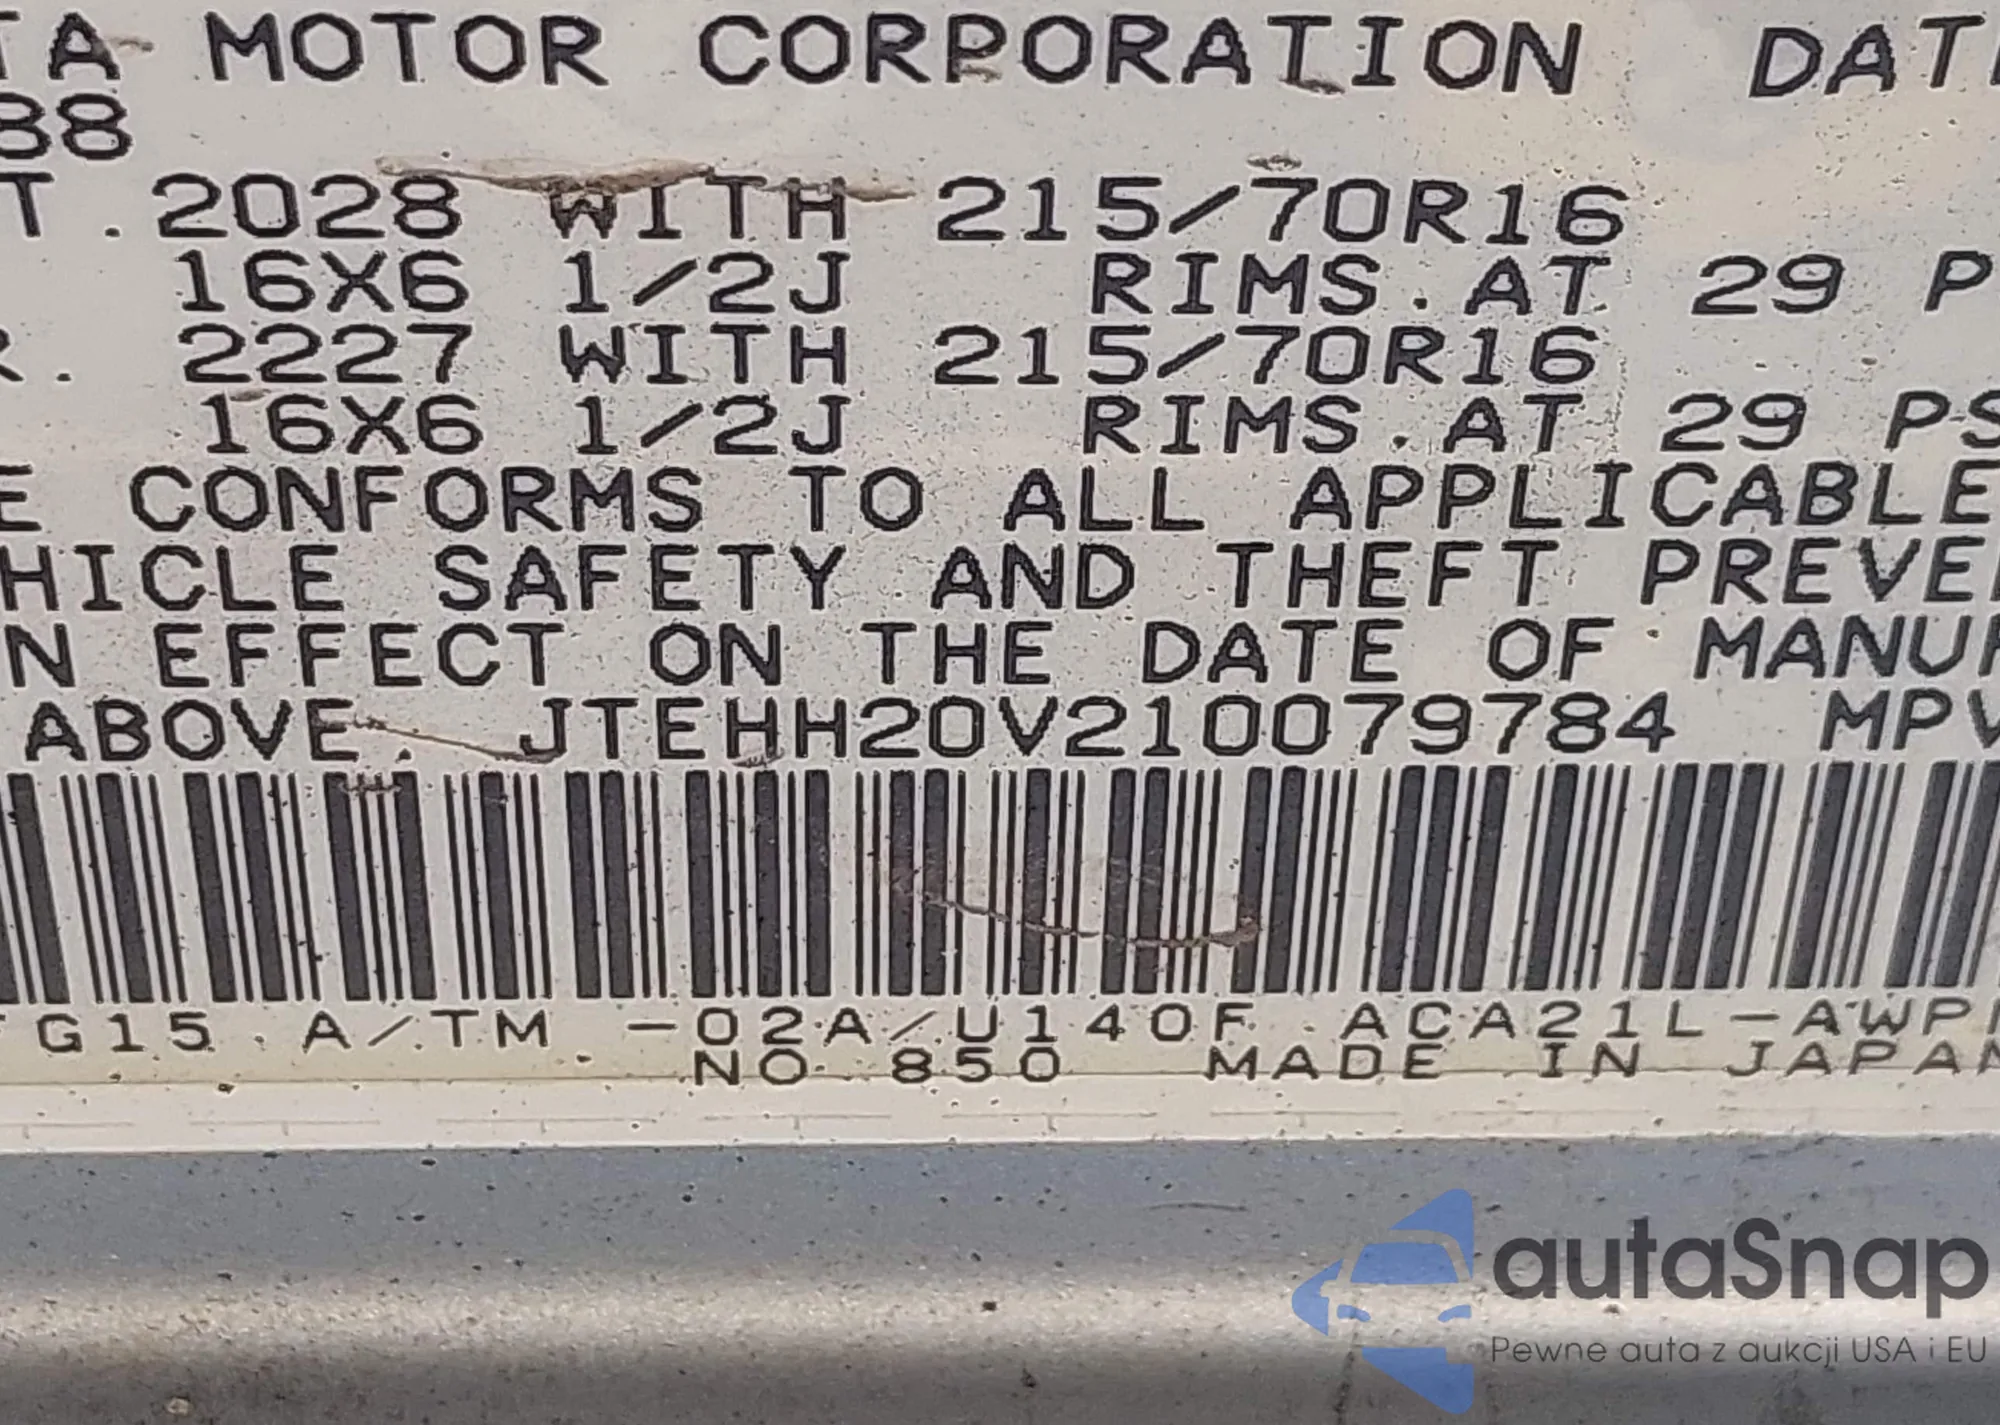 TA MOTOR CORPORATION DATE
88
T. 2028 WITH 215/70R16
16X6 1/2J RIMS.AT 29 P
R. 2227 WITH 215/70R16
16X6 1/2J RIMS.AT 29 PS
E CONFORMS TO ALL APPLICABLE
HICLE SAFETY AND THEFT PREVE
N EFFECT ON THE DATE OF MANUF
ABOVE. JTEHH20V210079784 MPV
G15 A/TM -02A/U140F ACA21L-AWP
NO.850 MADE IN JAPAN
autaSnap
Pewne auta z aukcji USA i EU